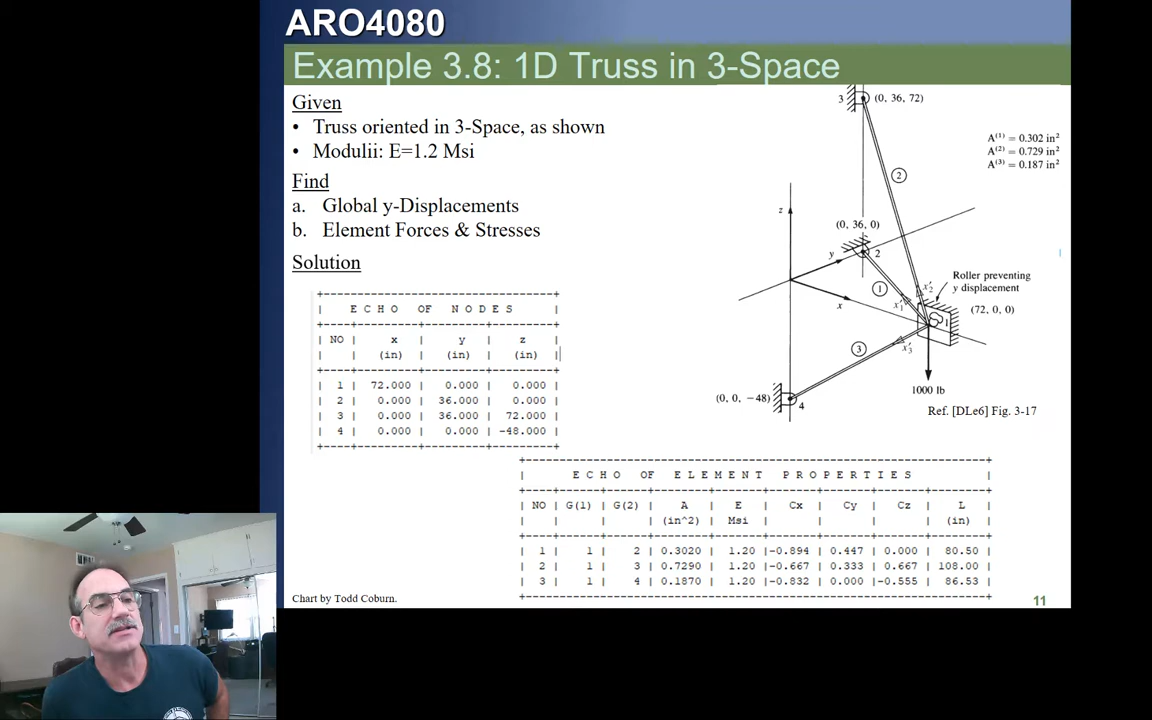 ARO4080
Example 3.8: 1D Truss in 3-Space
Given
• Truss oriented in 3-Space, as shown
• Modulii: E=1.2 Msi
Find
a. Global y-Displacements
b. Element Forces & Stresses
Solution
E C H O   O F   N O D E S
| NO | x | y | z |
| | (in) | (in) | (in) |
| 1 | 72.000 | 0.000 | 0.000 |
| 2 | 0.000 | 36.000 | 0.000 |
| 3 | 0.000 | 36.000 | 72.000 |
| 4 | 0.000 | 0.000 | -48.000 |
3
(0, 36, 72)
A(1) = 0.302 in²
A(2) = 0.729 in²
A(3) = 0.187 in²
2
z
(0, 36, 0)
y
2
Roller preventing
y displacement
1
x'2
x'1
x
(72, 0, 0)
1
3
x'3
1000 lb
(0, 0, −48)
4
Ref. [DLe6] Fig. 3-17
E C H O   O F   E L E M E N T   P R O P E R T I E S
| NO | G(1) | G(2) | A | E | Cx | Cy | Cz | L |
| | | | (in^2) | Msi | | | | (in) |
| 1 | 1 | 2 | 0.3020 | 1.20 |-0.894 | 0.447 | 0.000 | 80.50 |
| 2 | 1 | 3 | 0.7290 | 1.20 |-0.667 | 0.333 | 0.667 | 108.00 |
| 3 | 1 | 4 | 0.1870 | 1.20 |-0.832 | 0.000 |-0.555 | 86.53 |
Chart by Todd Coburn.
11